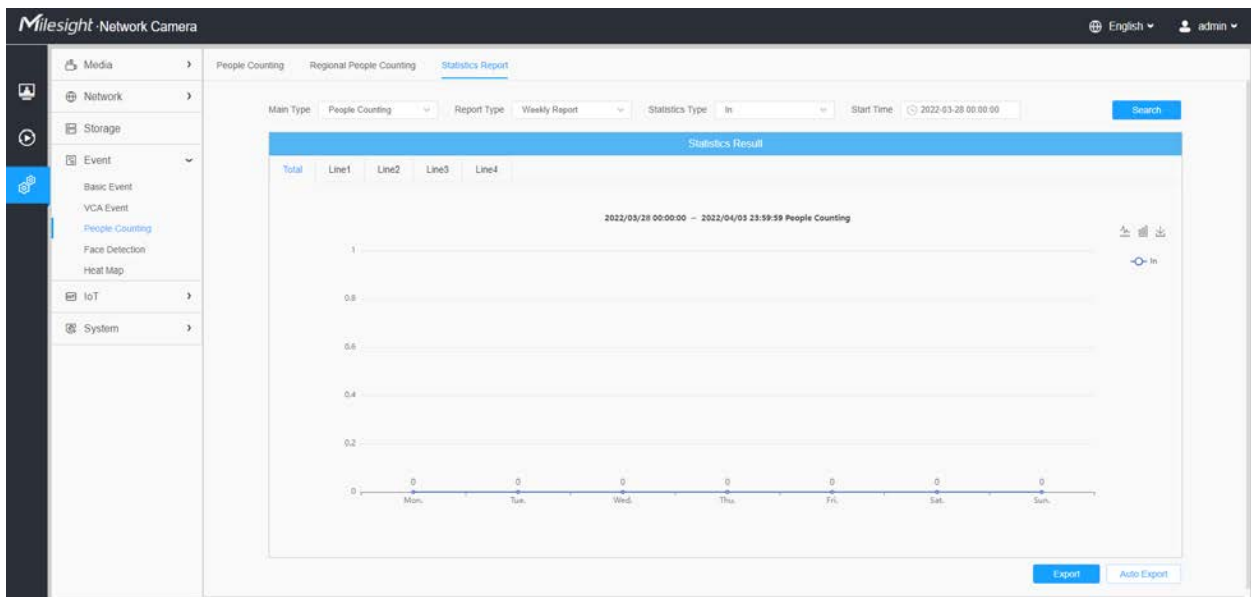 Milesight·Network Camera
English
admin
Media
Network
Storage
Event
Basic Event
VCA Event
People Counting
Face Detection
Heat Map
IoT
System
People Counting Regional People Counting Statistics Report
Main Type People Counting Report Type Weekly Report Statistics Type In Start Time 2022-03-28 00:00:00 Search
Statistics Result
Total Line1 Line2 Line3 Line4
2022/03/28 00:00:00 – 2022/04/03 23:59:59 People Counting
In
1
0.8
0.6
0.4
0.2
0
0 0 0 0 0 0 0
Mon. Tue. Wed. Thu. Fri. Sat. Sun.
Export Auto Export